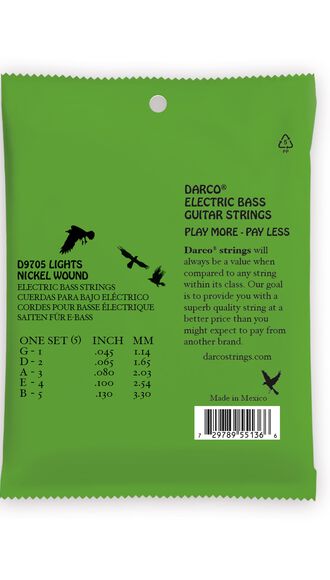 5
PP
DARCO®
ELECTRIC BASS
GUITAR STRINGS
PLAY MORE - PAY LESS
Darco® strings will
always be a value when
compared to any string
within its class. Our goal
is to provide you with a
superb quality string at a
better price than you
might expect to pay from
another brand.
darcostrings.com
D9705 LIGHTS
NICKEL WOUND
ELECTRIC BASS STRINGS
CUERDAS PARA BAJO ELÉCTRICO
CORDES POUR BASSE ÉLECTRIQUE
SAITEN FÜR E-BASS
ONE SET (5) INCH MM
G - 1 .045 1.14
D - 2 .065 1.65
A - 3 .080 2.03
E - 4 .100 2.54
B - 5 .130 3.30
Made in Mexico
7 29789 55136 6